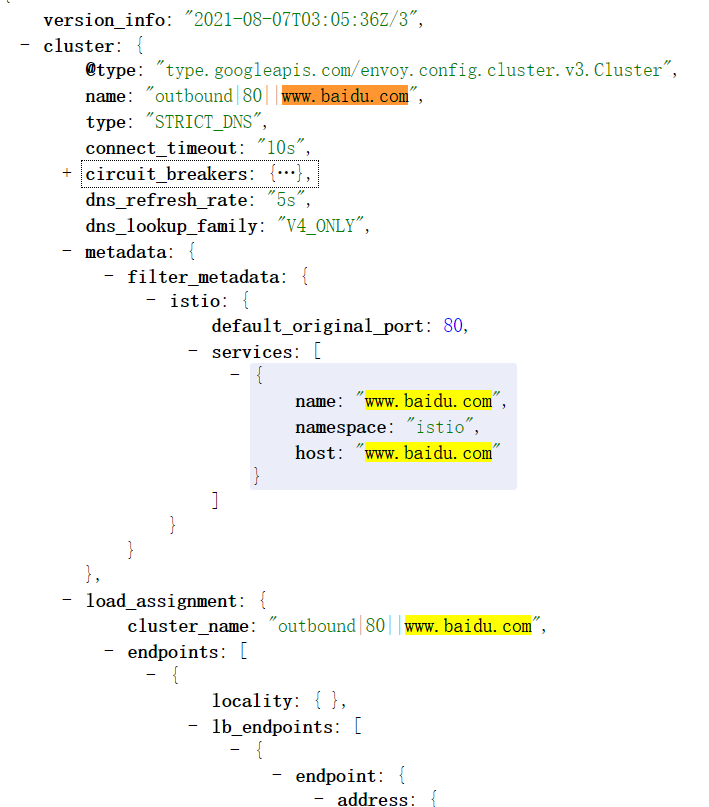 version_info: "2021-08-07T03:05:36Z/3",
- cluster: {
@type: "type.googleapis.com/envoy.config.cluster.v3.Cluster",
name: "outbound|80||www.baidu.com",
type: "STRICT_DNS",
connect_timeout: "10s",
+ circuit_breakers: {…},
dns_refresh_rate: "5s",
dns_lookup_family: "V4_ONLY",
- metadata: {
- filter_metadata: {
- istio: {
default_original_port: 80,
- services: [
- {
name: "www.baidu.com",
namespace: "istio",
host: "www.baidu.com"
}
]
}
}
},
- load_assignment: {
cluster_name: "outbound|80||www.baidu.com",
- endpoints: [
- {
locality: { },
- lb_endpoints: [
- {
- endpoint: {
- address: {